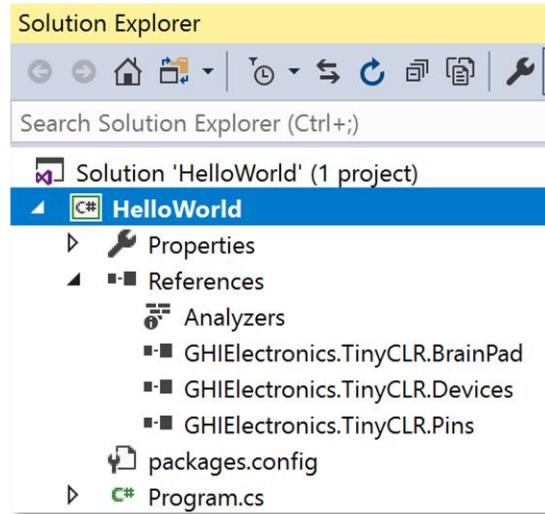 Solution Explorer
Search Solution Explorer (Ctrl+;)
Solution 'HelloWorld' (1 project)
C# HelloWorld
Properties
References
Analyzers
GHIElectronics.TinyCLR.BrainPad
GHIElectronics.TinyCLR.Devices
GHIElectronics.TinyCLR.Pins
packages.config
C# Program.cs